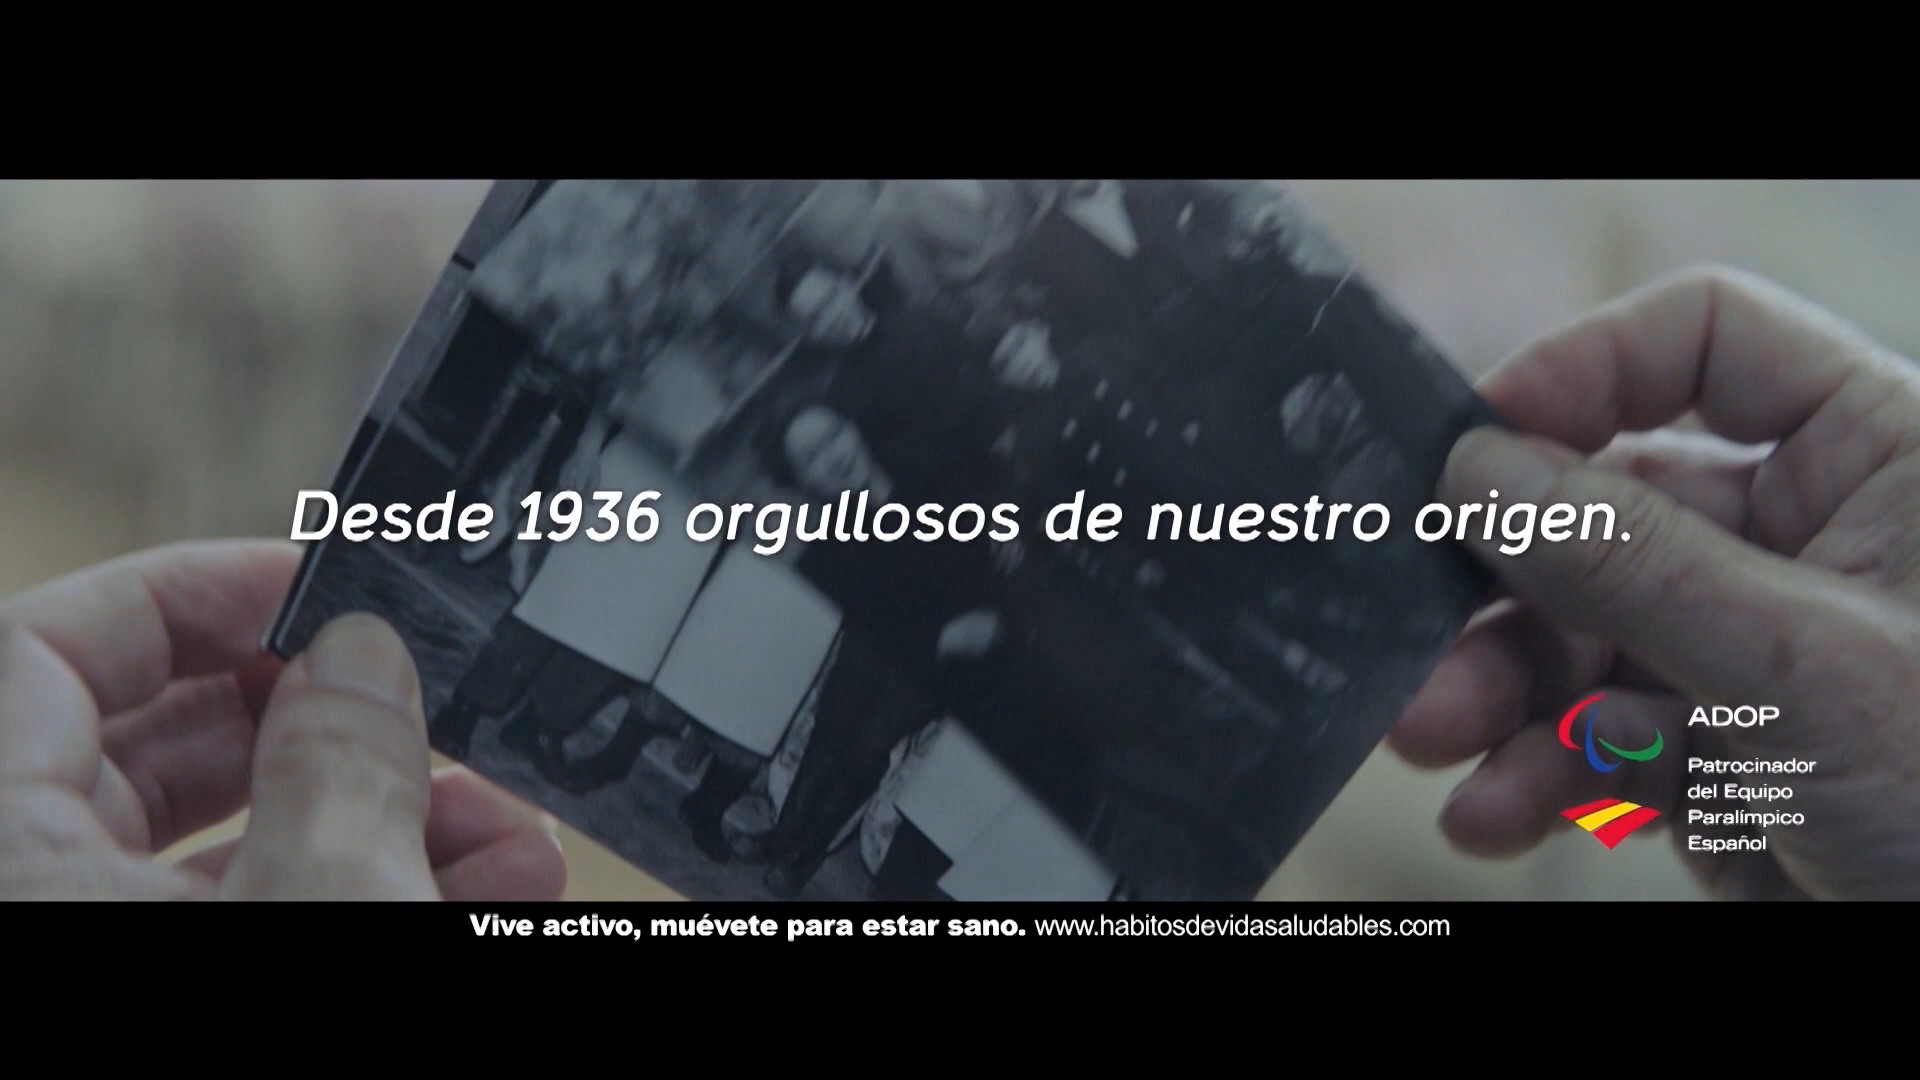 Desde 1936 orgullosos de nuestro origen.
ADOP
Patrocinador
del Equipo
Paralímpico
Español
Vive activo, muévete para estar sano. www.habitosdevidasaludables.com